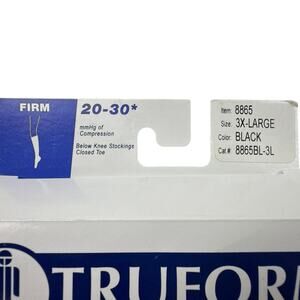 FIRM
20-30*
mmHg of
Compression
Below Knee Stockings
Closed Toe
Item: 8865
Size: 3X-LARGE
Color: BLACK
Cat.#: 8865BL-3L
TRUFORM